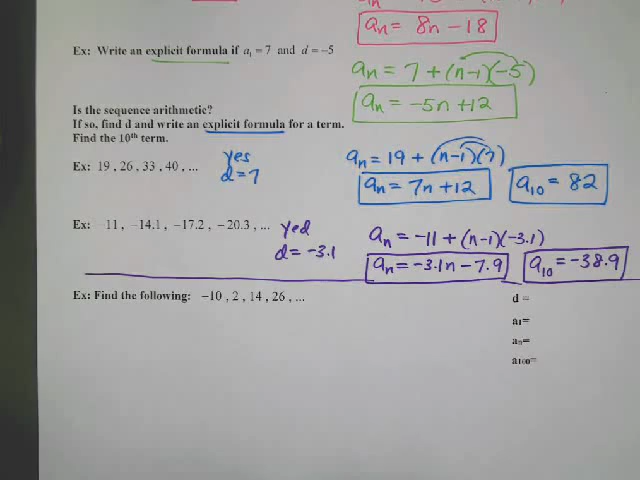 aₙ = 8n − 18
Ex: Write an explicit formula if a₁ = 7 and d = −5
aₙ = 7 + (n−1)(−5)
aₙ = −5n + 12
Is the sequence arithmetic?
If so, find d and write an explicit formula for a term.
Find the 10th term.
Ex: 19 , 26 , 33 , 40 , ...
yes
d = 7
aₙ = 19 + (n−1)(7)
aₙ = 7n + 12
a₁₀ = 82
Ex: −11 , −14.1 , −17.2 , −20.3 , ...
yed
d = −3.1
aₙ = −11 + (n−1)(−3.1)
aₙ = −3.1n − 7.9
a₁₀ = −38.9
Ex: Find the following: −10 , 2 , 14 , 26 , ...
d =
a₁=
aₙ=
a₁₀₀=